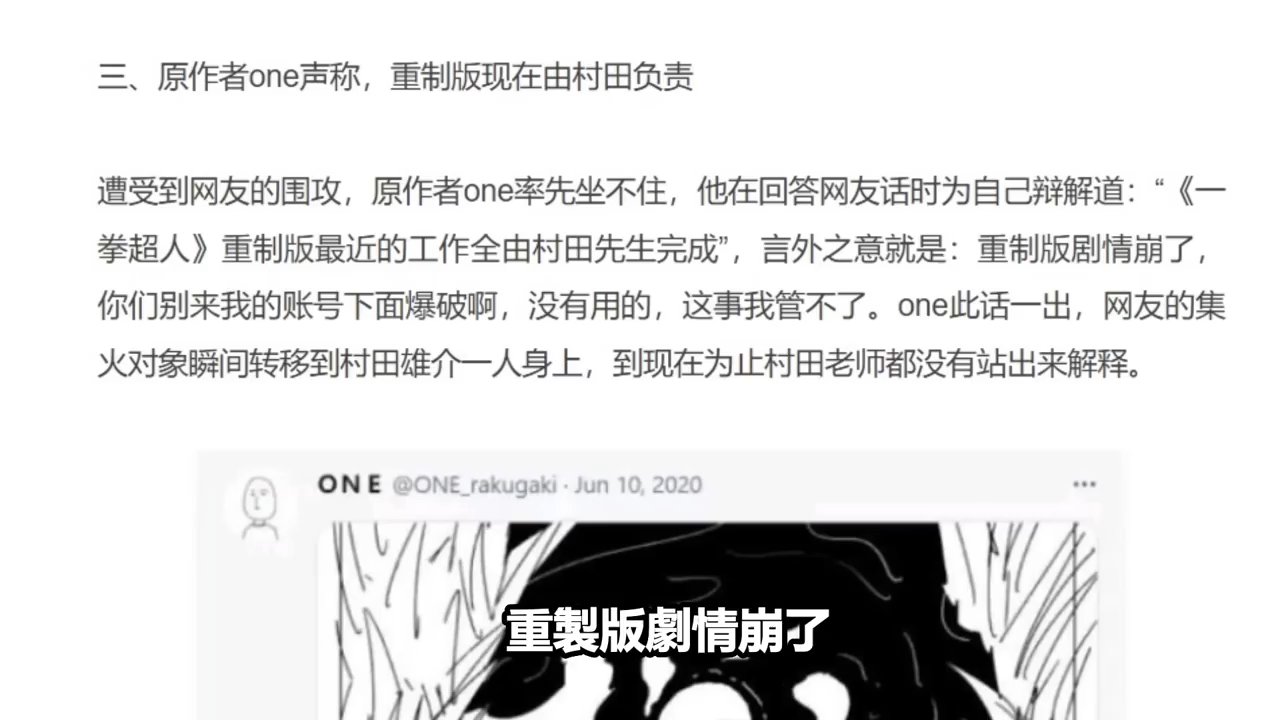 三、原作者one声称，重制版现在由村田负责
遭受到网友的围攻，原作者one率先坐不住，他在回答网友话时为自己辩解道：“《一
拳超人》重制版最近的工作全由村田先生完成”，言外之意就是：重制版剧情崩了，
你们别来我的账号下面爆破啊，没有用的，这事我管不了。one此话一出，网友的集
火对象瞬间转移到村田雄介一人身上，到现在为止村田老师都没有站出来解释。
ONE @ONE_rakugaki · Jun 10, 2020
重製版劇情崩了